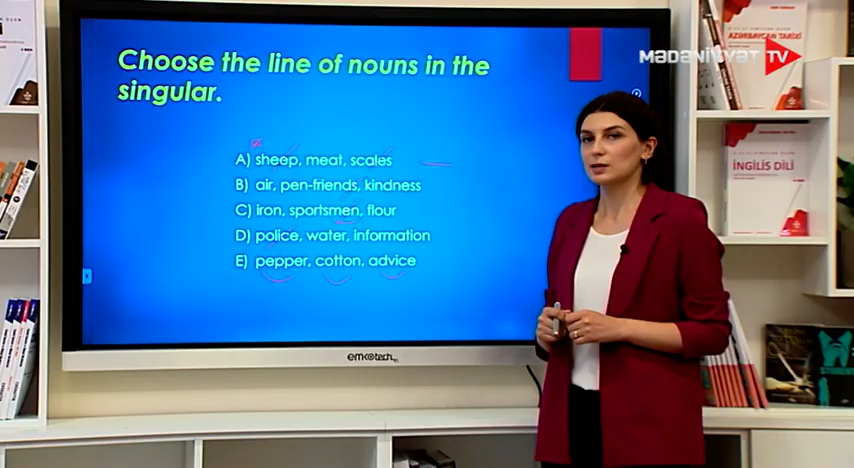 Choose the line of nouns in the
singular.
MƏDƏNİYYƏT TV
AZƏRBAYCAN TARİXİ
A) sheep, meat, scales
B) air, pen-friends, kindness
C) iron, sportsmen, flour
D) police, water, information
E) pepper, cotton, advice
İNGİLİS DİLİ
emkotech